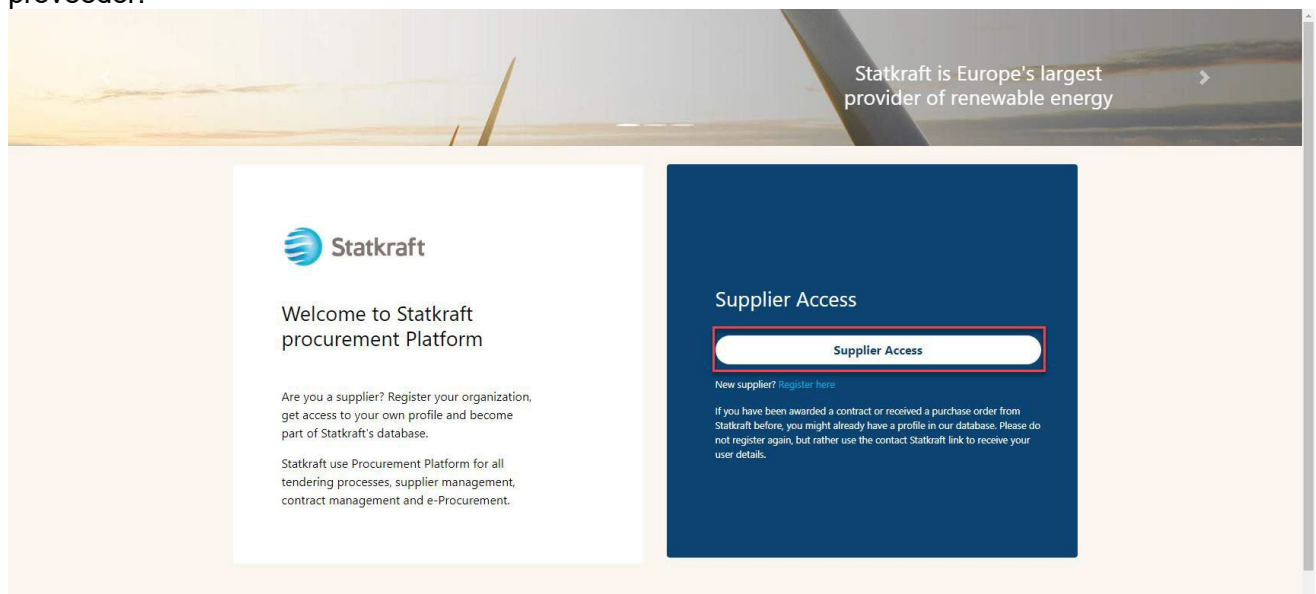 proveedor.
Statkraft is Europe's largest
provider of renewable energy
Statkraft
Welcome to Statkraft
procurement Platform
Are you a supplier? Register your organization,
get access to your own profile and become
part of Statkraft's database.
Statkraft use Procurement Platform for all
tendering processes, supplier management,
contract management and e-Procurement.
Supplier Access
Supplier Access
New supplier? Register here
If you have been awarded a contract or received a purchase order from
Statkraft before, you might already have a profile in our database. Please do
not register again, but rather use the contact Statkraft link to receive your
user details.